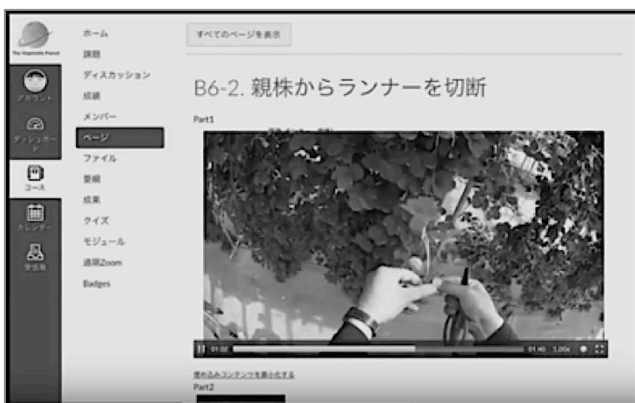 The Vegetable Planet
アカウント
ダッシュボー
ド
コース
カレンダー
受信箱
ホーム
課題
ディスカッション
成績
メンバー
ページ
ファイル
要綱
成果
クイズ
モジュール
遠隔Zoom
Badges
すべてのページを表示
B6-2. 親株からランナーを切断
Part1
01:02
01:40
1.00x
埋め込みコンテンツを最小化する
Part2